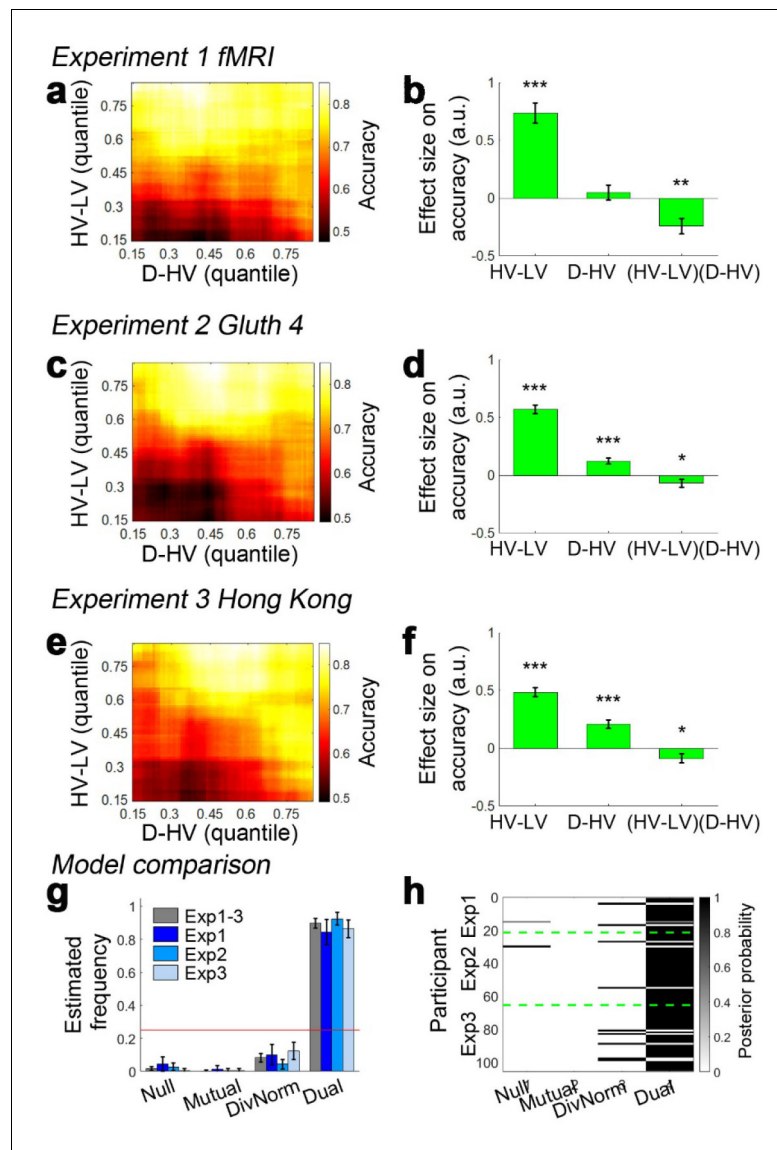 Experiment 1 fMRI
a
HV-LV (quantile)
0.75
0.6
0.45
0.3
0.15
0.15 0.3 0.45 0.6 0.75
D-HV (quantile)
0.8
0.7
0.6
0.5
Accuracy
b
Effect size on
accuracy (a.u.)
1
0.5
0
-0.5
***
**
HV-LV D-HV (HV-LV)(D-HV)
Experiment 2 Gluth 4
c
HV-LV (quantile)
0.75
0.6
0.45
0.3
0.15
0.15 0.3 0.45 0.6 0.75
D-HV (quantile)
0.8
0.7
0.6
0.5
Accuracy
d
Effect size on
accuracy (a.u.)
1
0.5
0
-0.5
*** *** *
HV-LV D-HV (HV-LV)(D-HV)
Experiment 3 Hong Kong
e
HV-LV (quantile)
0.75
0.6
0.45
0.3
0.15
0.15 0.3 0.45 0.6 0.75
D-HV (quantile)
0.8
0.7
0.6
0.5
Accuracy
f
Effect size on
accuracy (a.u.)
1
0.5
0
-0.5
*** *** *
HV-LV D-HV (HV-LV)(D-HV)
Model comparison
g
Estimated
frequency
1
0.8
0.6
0.4
0.2
0
Exp1-3
Exp1
Exp2
Exp3
Null Mutual DivNorm Dual
h
Participant
Exp1
Exp2
Exp3
0
20
40
60
80
100
Null Mutual DivNorm Dual
1
0.8
0.6
0.4
0.2
0
Posterior probability